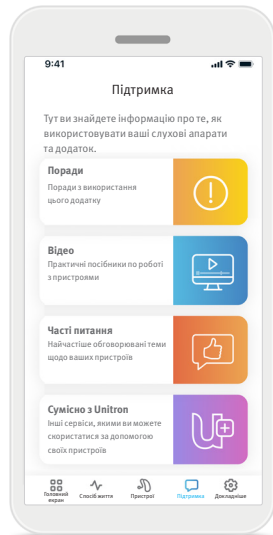 9:41
Підтримка
Тут ви знайдете інформацію про те, як
використовувати ваші слухові апарати
та додаток.
Поради
Поради з використання
цього додатку
Відео
Практичні посібники по роботі
з пристроями
Часті питання
Найчастіше обговорювані теми
щодо ваших пристроїв
Сумісно з Unitron
Інші сервіси, якими ви можете
скористатися за допомогою
своїх пристроїв
Головний
екран
Спосіб життя
Пристрої
Підтримка
Докладніше